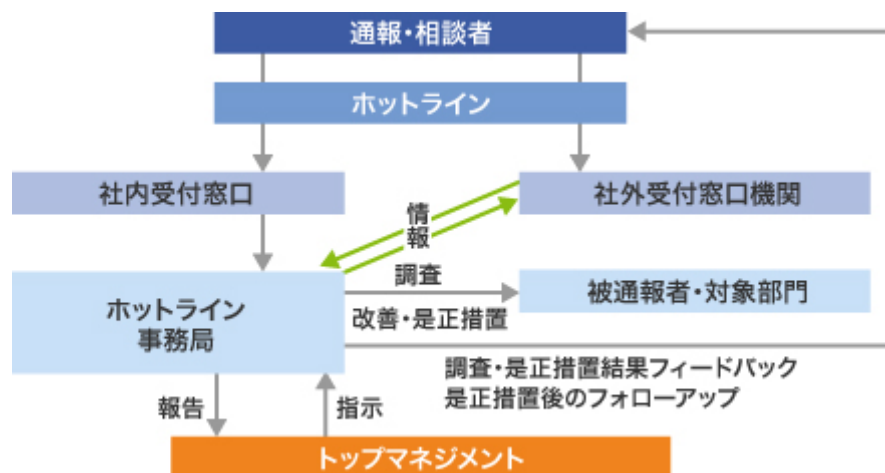 通報・相談者
ホットライン
社内受付窓口
社外受付窓口機関
情報
調査
改善・是正措置
被通報者・対象部門
ホットライン
事務局
調査・是正措置結果フィードバック
是正措置後のフォローアップ
報告
指示
トップマネジメント